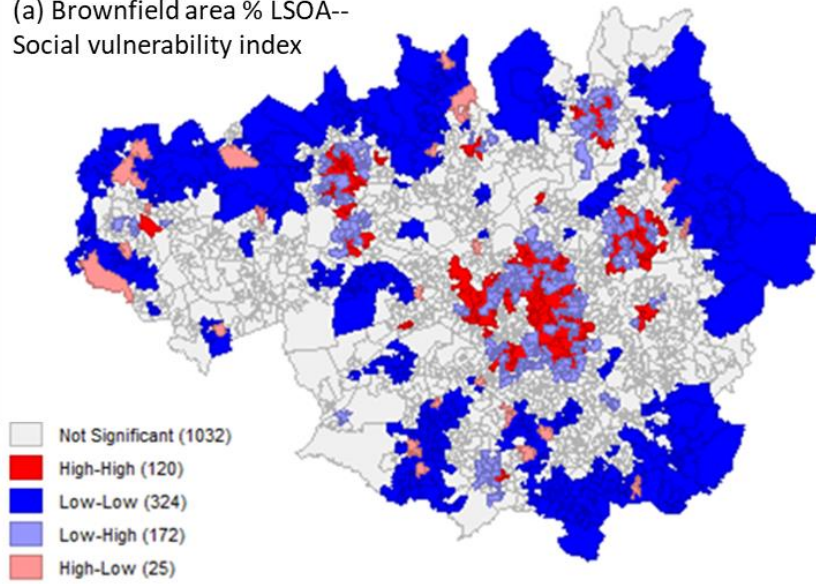 (a) Brownfield area % LSOA--
Social vulnerability index
Not Significant (1032)
High-High (120)
Low-Low (324)
Low-High (172)
High-Low (25)